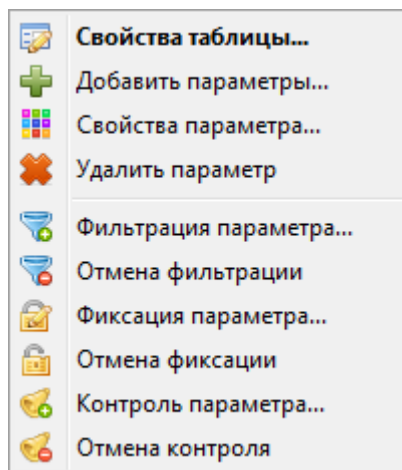 Свойства таблицы...
Добавить параметры...
Свойства параметра...
Удалить параметр
Фильтрация параметра...
Отмена фильтрации
Фиксация параметра...
Отмена фиксации
Контроль параметра...
Отмена контроля